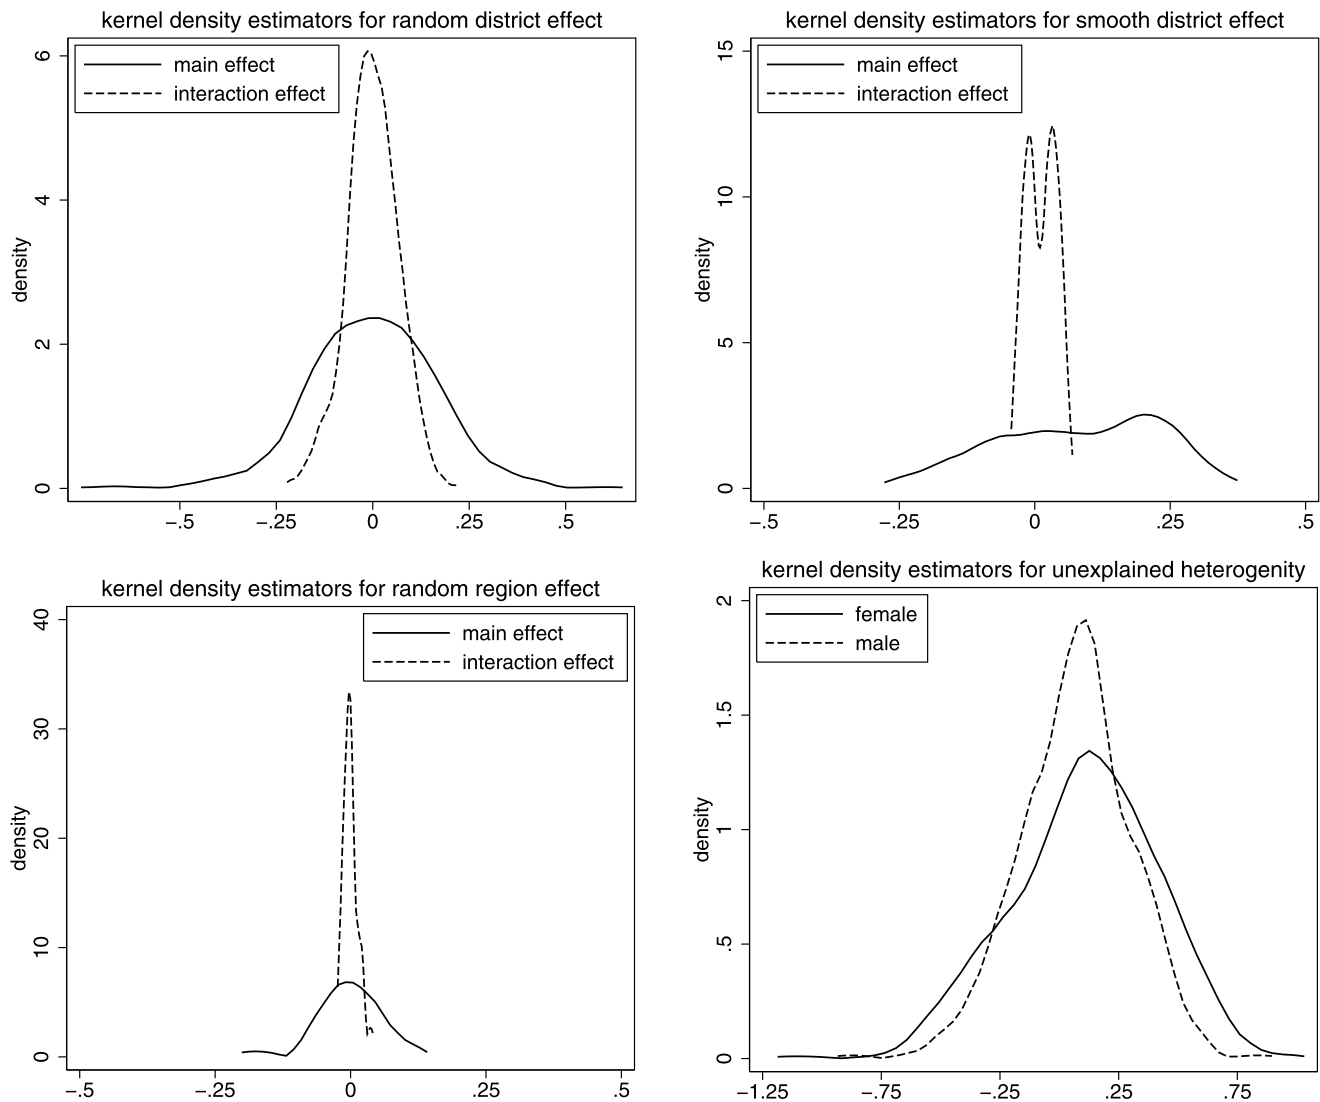 kernel density estimators for random district effect
main effect
interaction effect
density
0
2
4
6
−.5
−.25
0
.25
.5
kernel density estimators for smooth district effect
main effect
interaction effect
density
0
5
10
15
−.5
−.25
0
.25
.5
kernel density estimators for random region effect
main effect
interaction effect
density
0
10
20
30
40
−.5
−.25
0
.25
.5
kernel density estimators for unexplained heterogenity
female
male
density
0
.5
1
1.5
2
−1.25
−.75
−.25
.25
.75